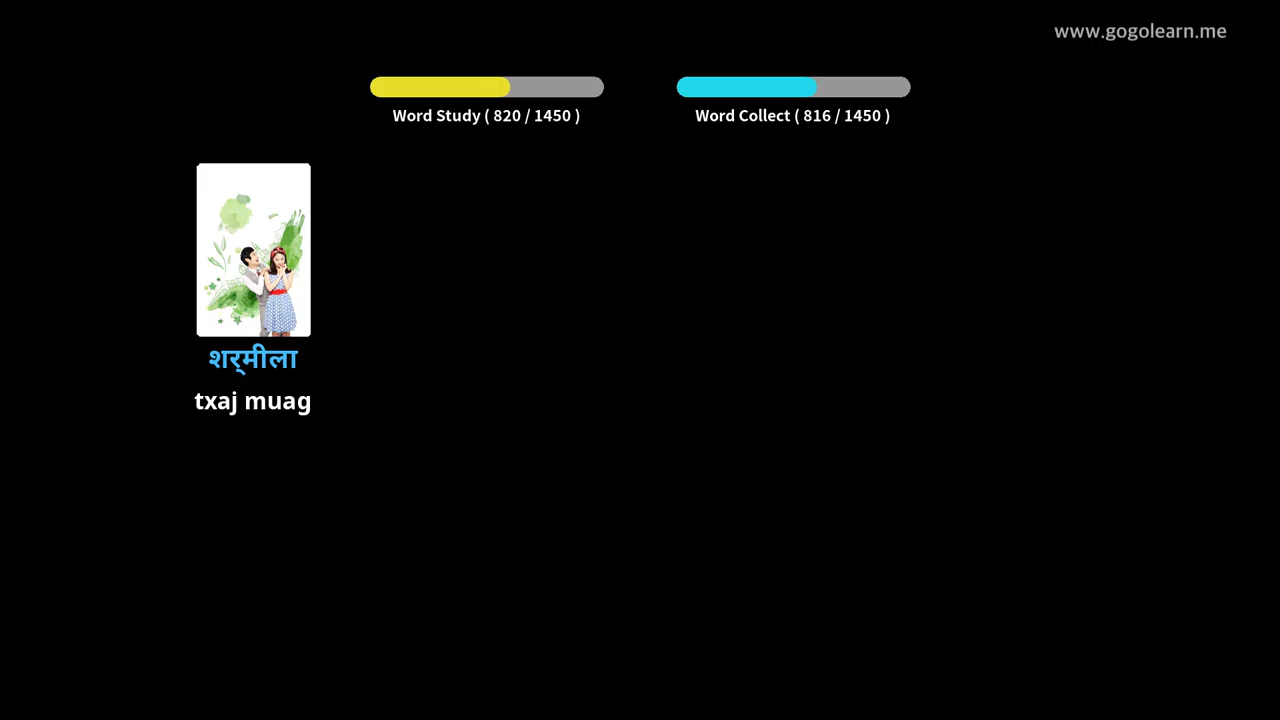 www.gogolearn.me
Word Study ( 820 / 1450 )
Word Collect ( 816 / 1450 )
शर्‌मीला
txaj muag